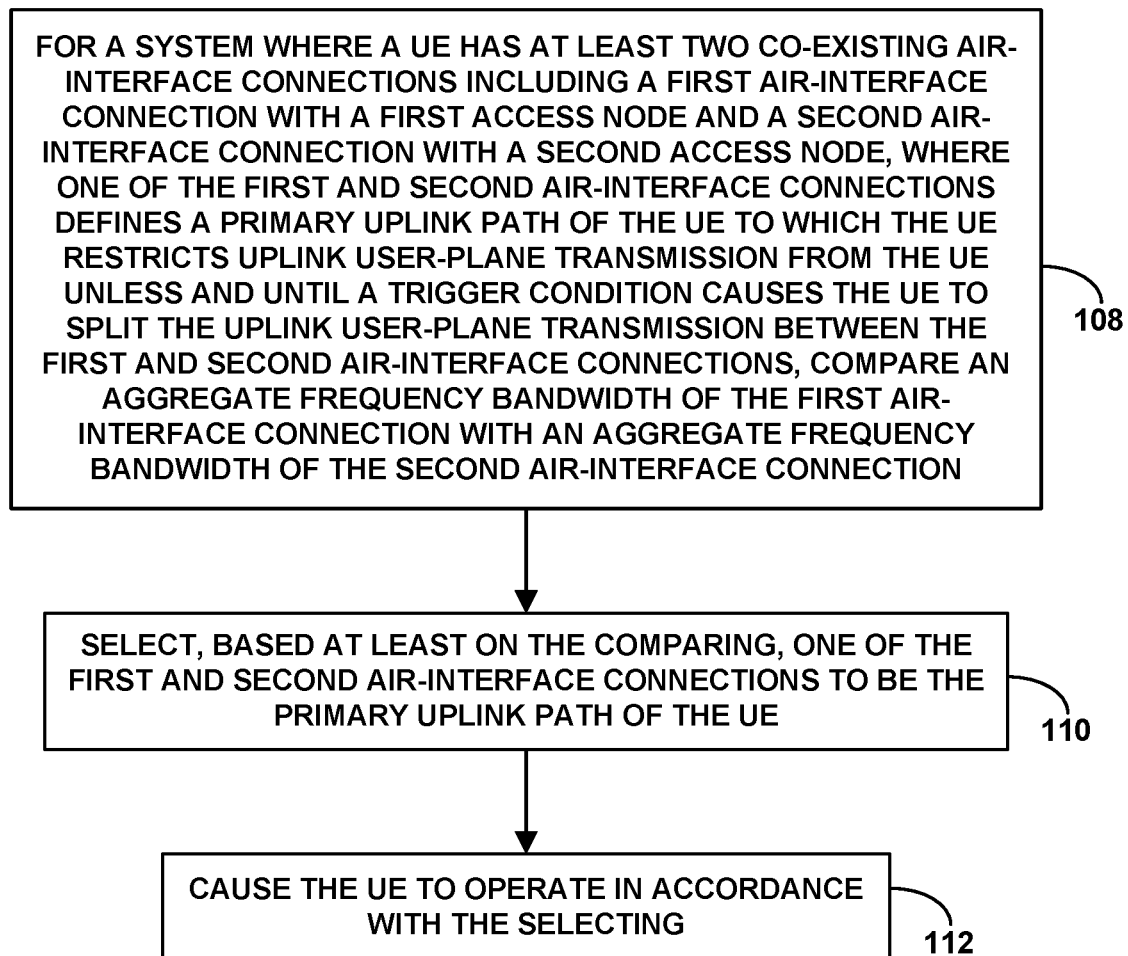 FOR A SYSTEM WHERE A UE HAS AT LEAST TWO CO-EXISTING AIR-
INTERFACE CONNECTIONS INCLUDING A FIRST AIR-INTERFACE
CONNECTION WITH A FIRST ACCESS NODE AND A SECOND AIR-
INTERFACE CONNECTION WITH A SECOND ACCESS NODE, WHERE
ONE OF THE FIRST AND SECOND AIR-INTERFACE CONNECTIONS
DEFINES A PRIMARY UPLINK PATH OF THE UE TO WHICH THE UE
RESTRICTS UPLINK USER-PLANE TRANSMISSION FROM THE UE
UNLESS AND UNTIL A TRIGGER CONDITION CAUSES THE UE TO
SPLIT THE UPLINK USER-PLANE TRANSMISSION BETWEEN THE
FIRST AND SECOND AIR-INTERFACE CONNECTIONS, COMPARE AN
AGGREGATE FREQUENCY BANDWIDTH OF THE FIRST AIR-
INTERFACE CONNECTION WITH AN AGGREGATE FREQUENCY
BANDWIDTH OF THE SECOND AIR-INTERFACE CONNECTION
108
SELECT, BASED AT LEAST ON THE COMPARING, ONE OF THE
FIRST AND SECOND AIR-INTERFACE CONNECTIONS TO BE THE
PRIMARY UPLINK PATH OF THE UE
110
CAUSE THE UE TO OPERATE IN ACCORDANCE
WITH THE SELECTING
112